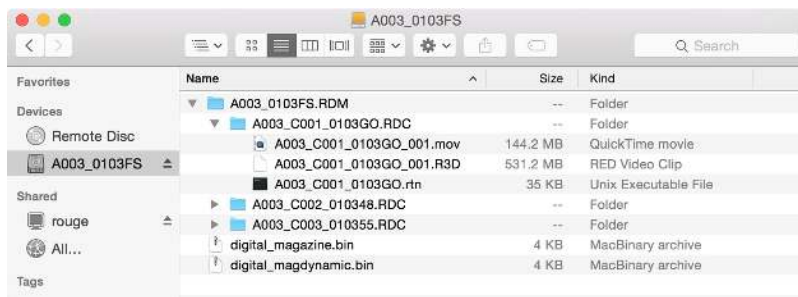 A003_0103FS
Search
Favorites
Devices
Remote Disc
A003_0103FS
Shared
rouge
All...
Tags
Name Size Kind
A003_0103FS.RDM -- Folder
A003_C001_0103GO.RDC -- Folder
A003_C001_0103GO_001.mov 144.2 MB QuickTime movie
A003_C001_0103GO_001.R3D 531.2 MB RED Video Clip
A003_C001_0103GO.rtn 35 KB Unix Executable File
A003_C002_010348.RDC -- Folder
A003_C003_010355.RDC -- Folder
digital_magazine.bin 4 KB MacBinary archive
digital_magdynamic.bin 4 KB MacBinary archive